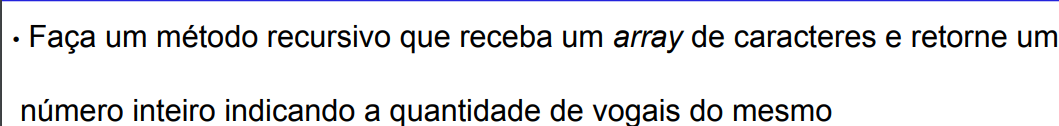 • Faça um método recursivo que receba um array de caracteres e retorne um
número inteiro indicando a quantidade de vogais do mesmo